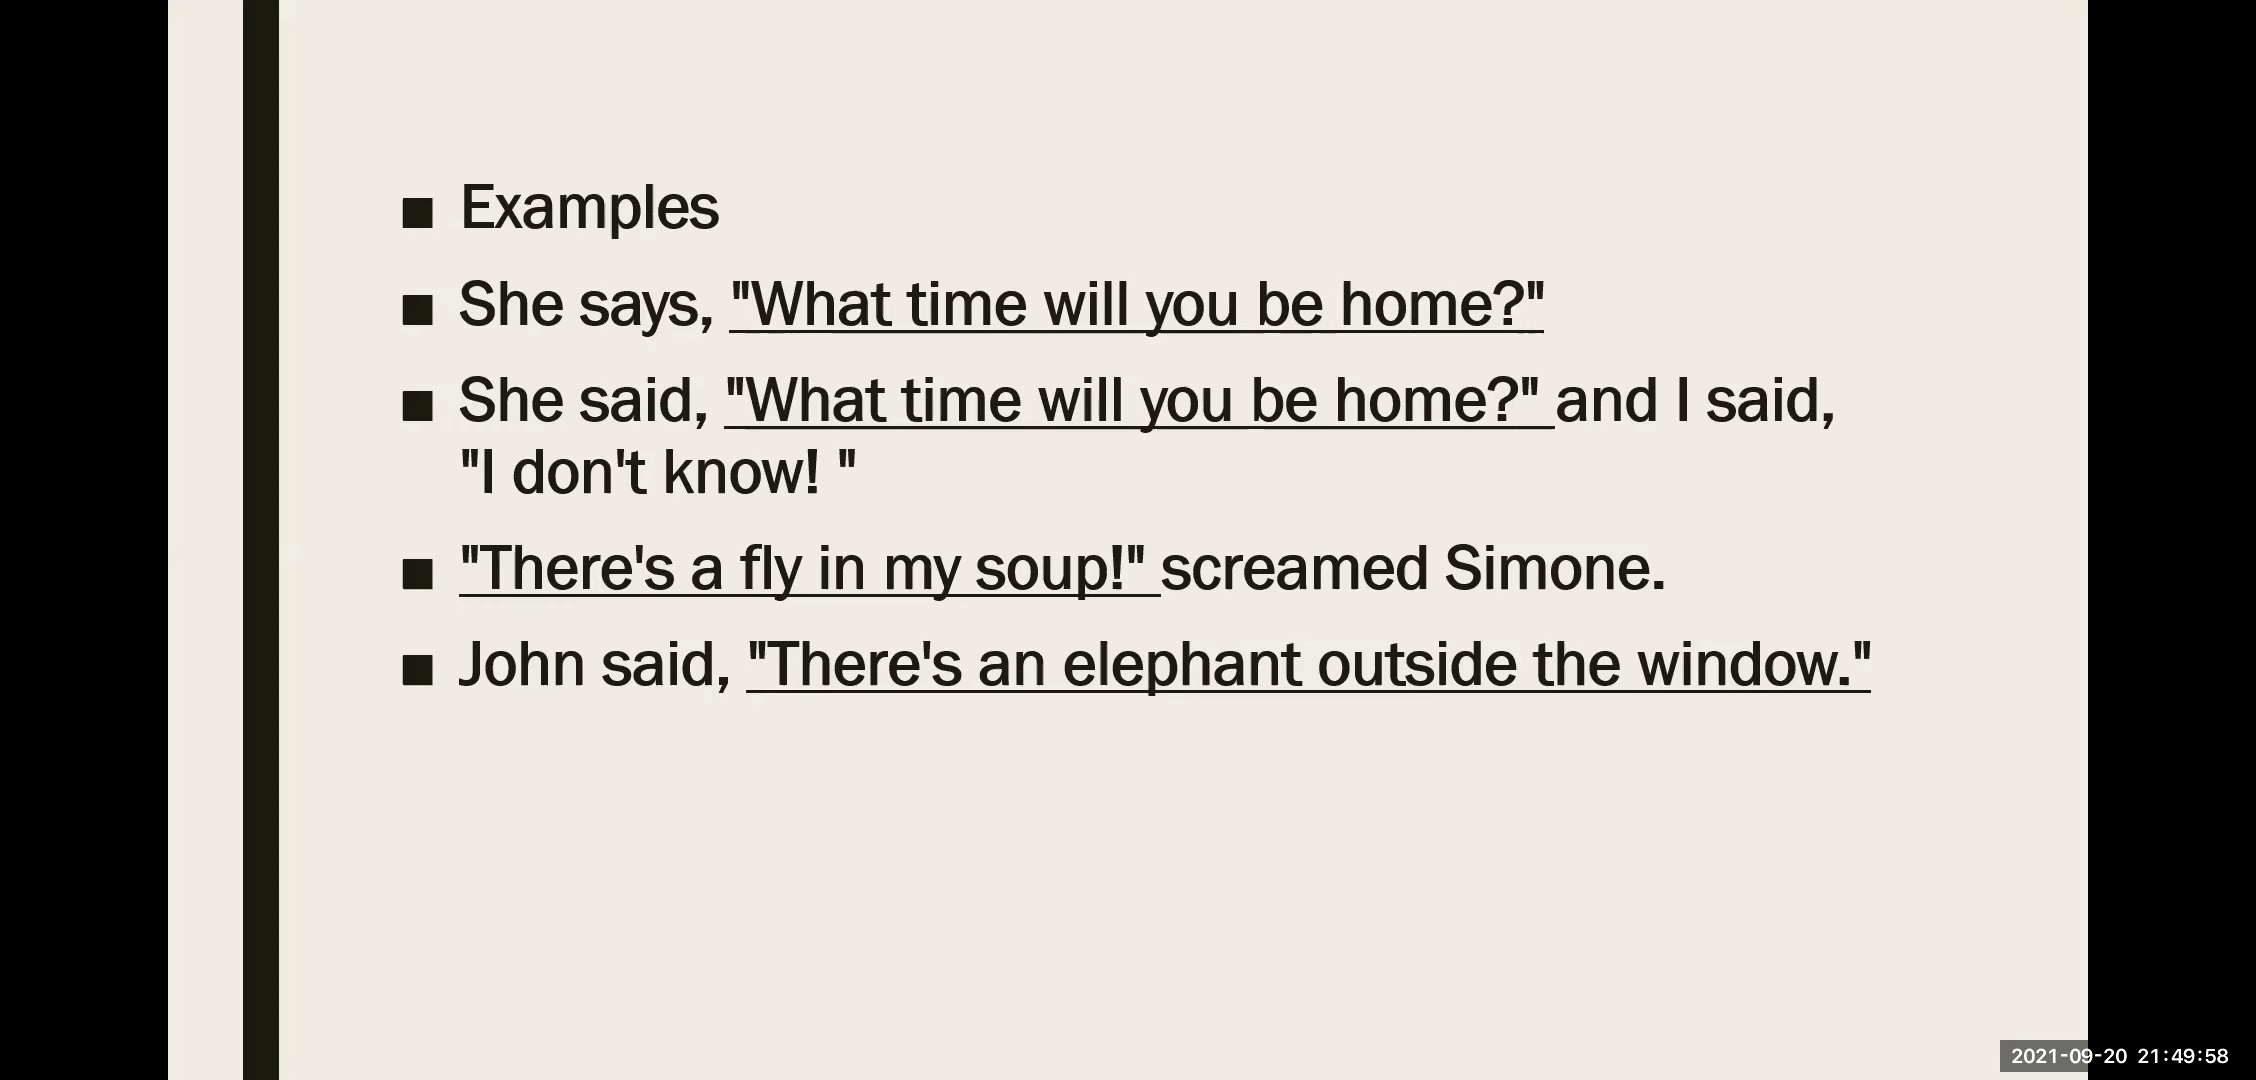 ■ Examples
■ She says, "What time will you be home?"
■ She said, "What time will you be home?" and I said,
"I don't know! "
■ "There's a fly in my soup!" screamed Simone.
■ John said, "There's an elephant outside the window."
2021-09-20 21:49:58